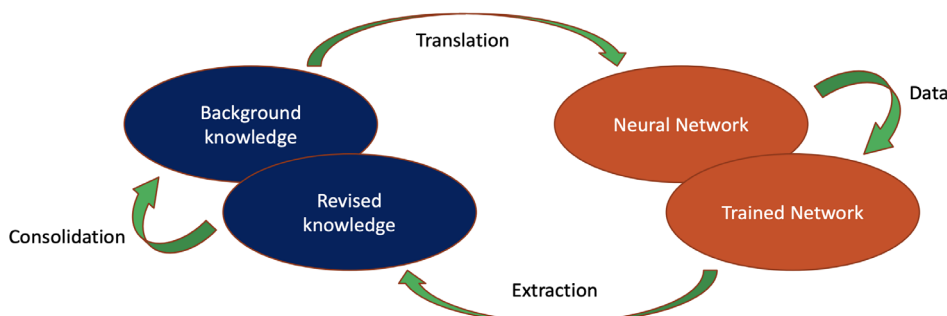 Translation
Background
knowledge
Neural Network
Data
Revised
knowledge
Trained Network
Consolidation
Extraction